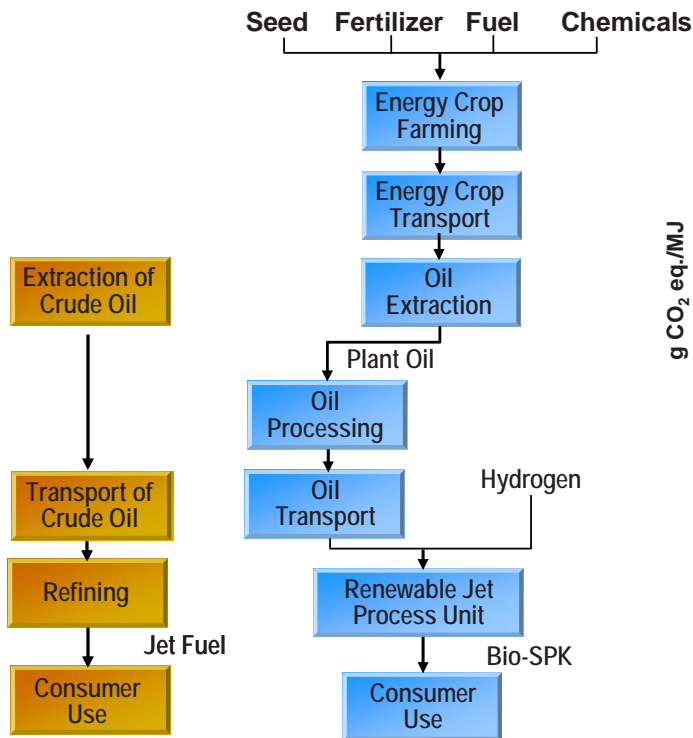 Seed Fertilizer Fuel Chemicals
Energy Crop
Farming
Energy Crop
Transport
Oil
Extraction
Plant Oil
Oil
Processing
Oil
Transport
Hydrogen
Renewable Jet
Process Unit
Bio-SPK
Consumer
Use
Extraction of
Crude Oil
Transport of
Crude Oil
Refining
Jet Fuel
Consumer
Use
g CO₂ eq./MJ